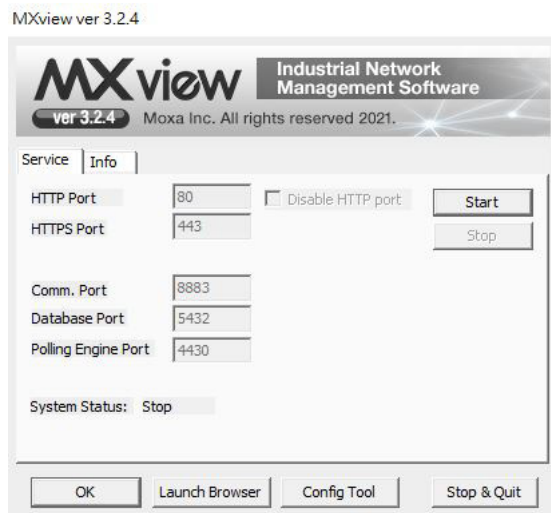 MXview ver 3.2.4
MXview
Industrial Network
Management Software
ver 3.2.4 Moxa Inc. All rights reserved 2021.
Service Info
HTTP Port 80 Disable HTTP port Start
HTTPS Port 443 Stop
Comm. Port 8883
Database Port 5432
Polling Engine Port 4430
System Status: Stop
OK Launch Browser Config Tool Stop & Quit